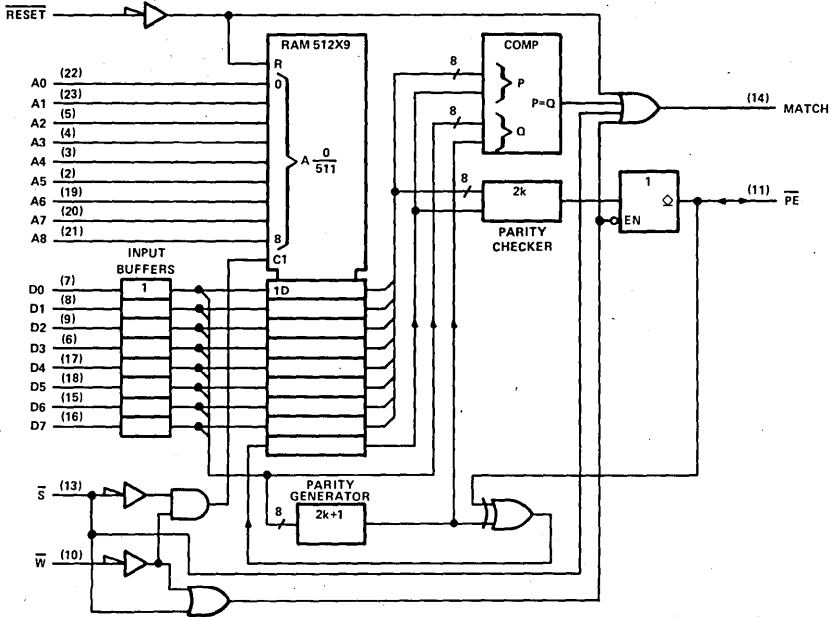 RESET
RAM 512X9
COMP
R
A0 (22) 0
A1 (23)
A2 (5)
A3 (4)
A4 (3)
A5 (2)
A6 (19)
A7 (20)
A8 (21) 8
A 0/511
C1
8
P
P=Q
8
Q
(14) MATCH
8
2k
PARITY CHECKER
1
EN
(11) PE
INPUT BUFFERS
D0 (7) 1
1D
D1 (8)
D2 (9)
D3 (6)
D4 (17)
D5 (18)
D6 (15)
D7 (16)
S (13)
PARITY GENERATOR
8
2k+1
W (10)